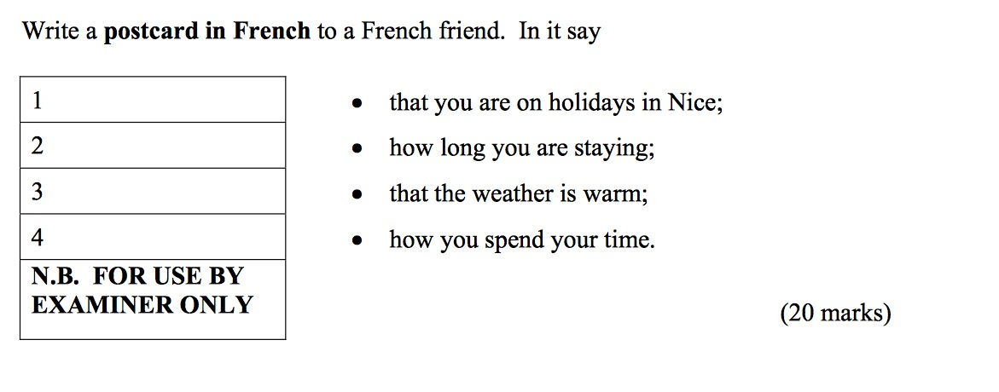 Write a postcard in French to a French friend. In it say
1
• that you are on holidays in Nice;
2
• how long you are staying;
3
• that the weather is warm;
4
• how you spend your time.
N.B. FOR USE BY
EXAMINER ONLY
(20 marks)